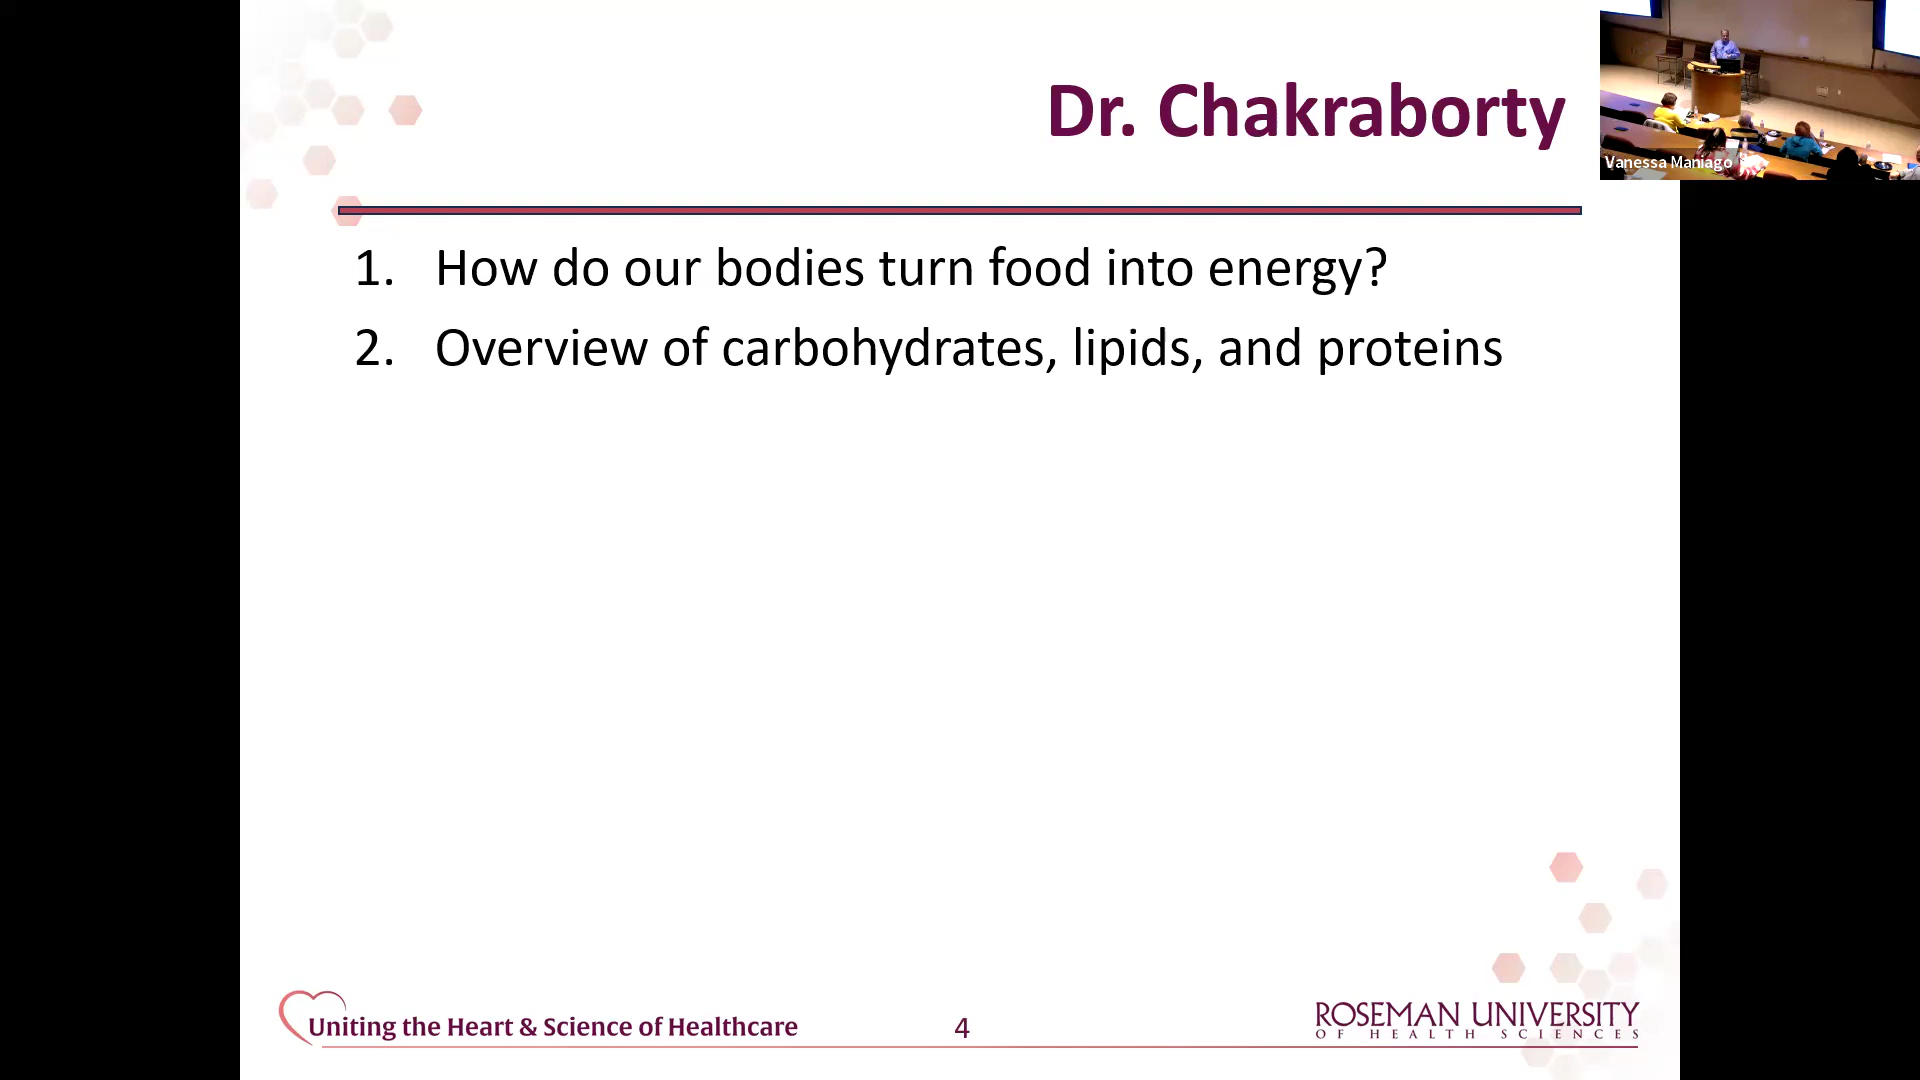 Dr. Chakraborty
Vanessa Maniago
1. How do our bodies turn food into energy?
2. Overview of carbohydrates, lipids, and proteins
Uniting the Heart & Science of Healthcare
4
ROSEMAN UNIVERSITY
OF HEALTH SCIENCES